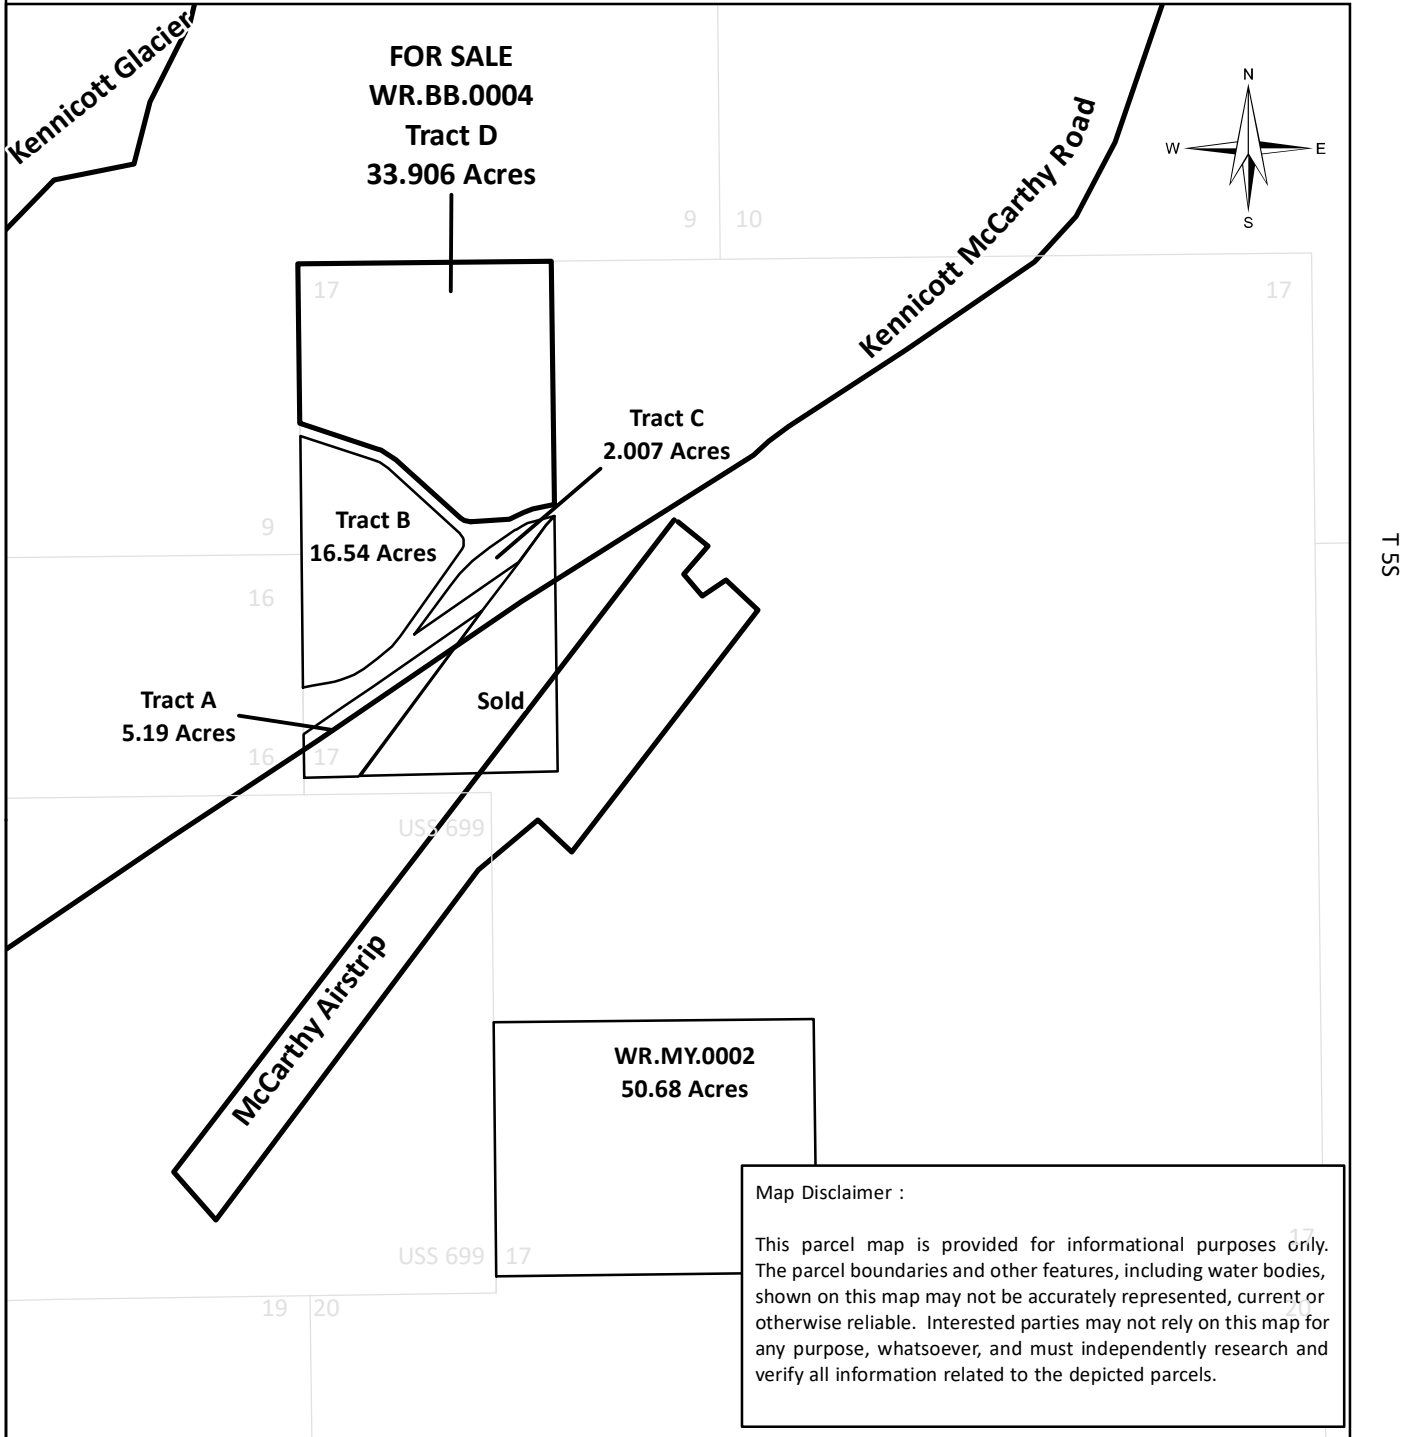 Kennicott Glacier
FOR SALE
WR.BB.0004
Tract D
33.906 Acres
Kennicott McCarthy Road
N
W
E
S
9
10
17
17
Tract C
2.007 Acres
Tract B
16.54 Acres
9
16
T 5S
Sold
Tract A
5.19 Acres
16
17
USS 699
McCarthy Airstrip
WR.MY.0002
50.68 Acres
USS 699
17
19
20
Map Disclaimer :
This parcel map is provided for informational purposes only.
The parcel boundaries and other features, including water bodies,
shown on this map may not be accurately represented, current or
otherwise reliable. Interested parties may not rely on this map for
any purpose, whatsoever, and must independently research and
verify all information related to the depicted parcels.
17
20